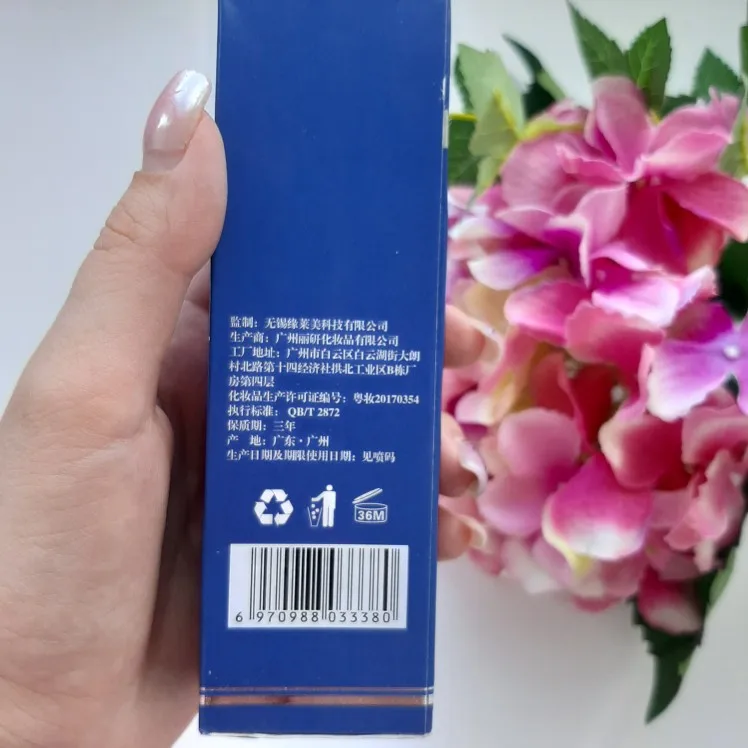 监制：无锡缘莱美科技有限公司
生产商：广州丽研化妆品有限公司
工厂地址：广州市白云区白云湖街大朗
村北路第十四经济社拱北工业区B栋厂
房第四层
化妆品生产许可证编号：粤妆20170354
执行标准：QB/T 2872
保质期：三年
产 地：广东·广州
生产日期及期限使用日期：见喷码
36M
6 970988 033380